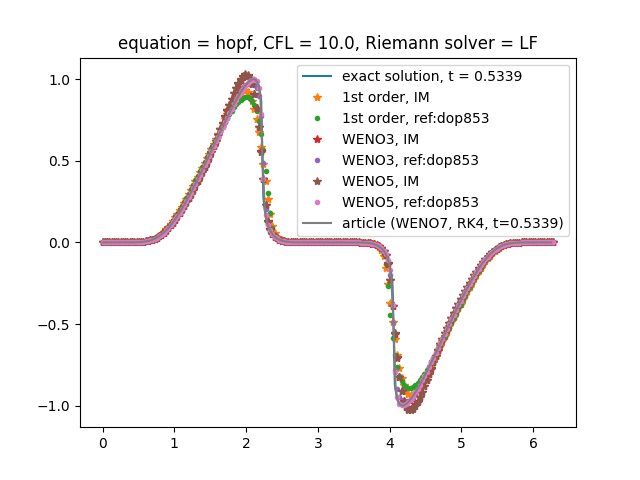 equation = hopf, CFL = 10.0, Riemann solver = LF
exact solution, t = 0.5339
1st order, IM
1st order, ref:dop853
WENO3, IM
WENO3, ref:dop853
WENO5, IM
WENO5, ref:dop853
article (WENO7, RK4, t=0.5339)
1.0
0.5
0.0
−0.5
−1.0
0 1 2 3 4 5 6